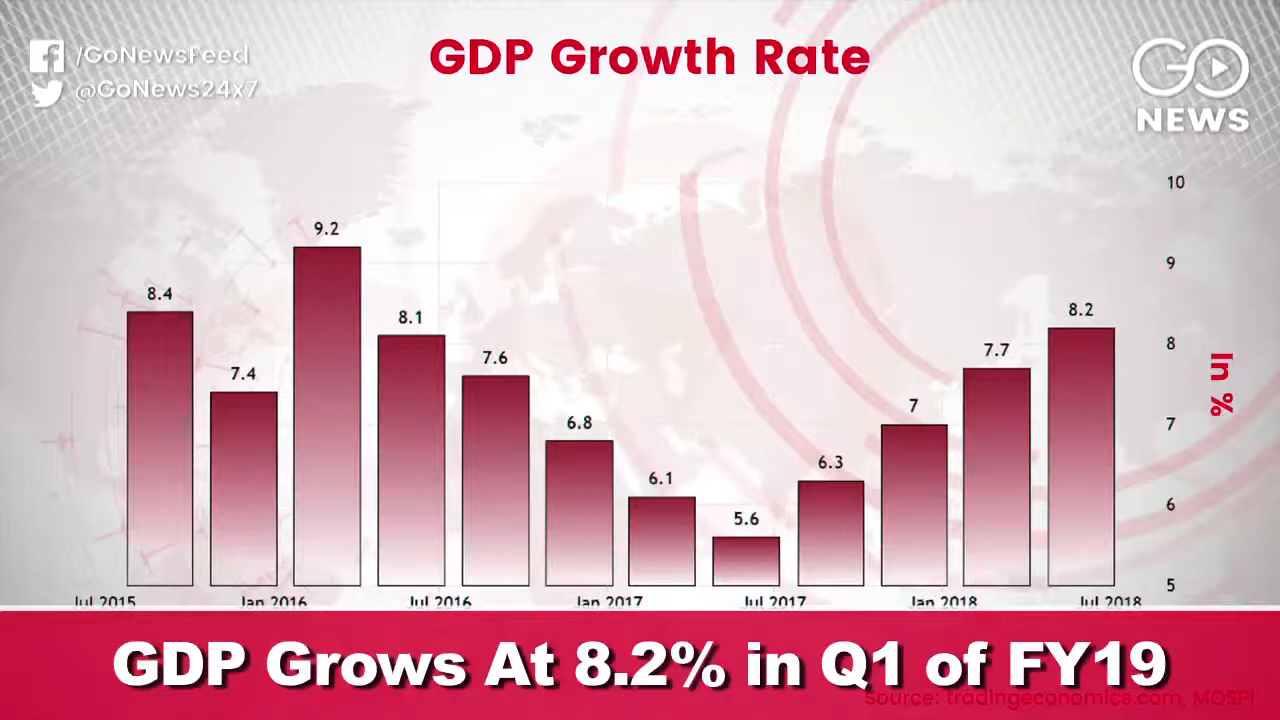 /GoNewsFeed
@GoNews24x7
GDP Growth Rate
GO
NEWS
10
9
8
7
6
5
In %
8.4
7.4
9.2
8.1
7.6
6.8
6.1
5.6
6.3
7
7.7
8.2
Jul 2015 Jan 2016 Jul 2016 Jan 2017 Jul 2017 Jan 2018 Jul 2018
GDP Grows At 8.2% in Q1 of FY19
Source: tradingeconomics.com, MOSPI